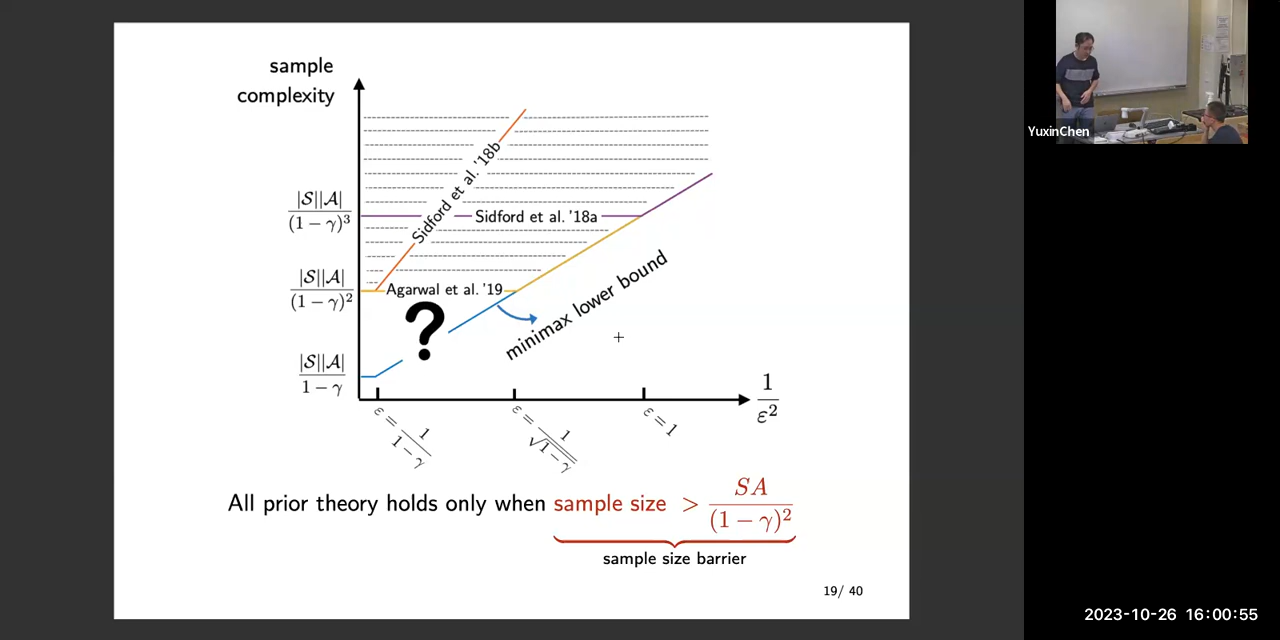 sample
complexity
Sidford et al. '18b
|S||A|
(1 − γ)³
Sidford et al. '18a
|S||A|
(1 − γ)²
Agarwal et al. '19
?
minimax lower bound
|S||A|
1 − γ
1
ε²
ε = 1/(1 − γ)
ε = 1/√(1 − γ)
ε = 1
All prior theory holds only when sample size > SA/(1 − γ)²
sample size barrier
19/ 40
YuxinChen
2023-10-26 16:00:55